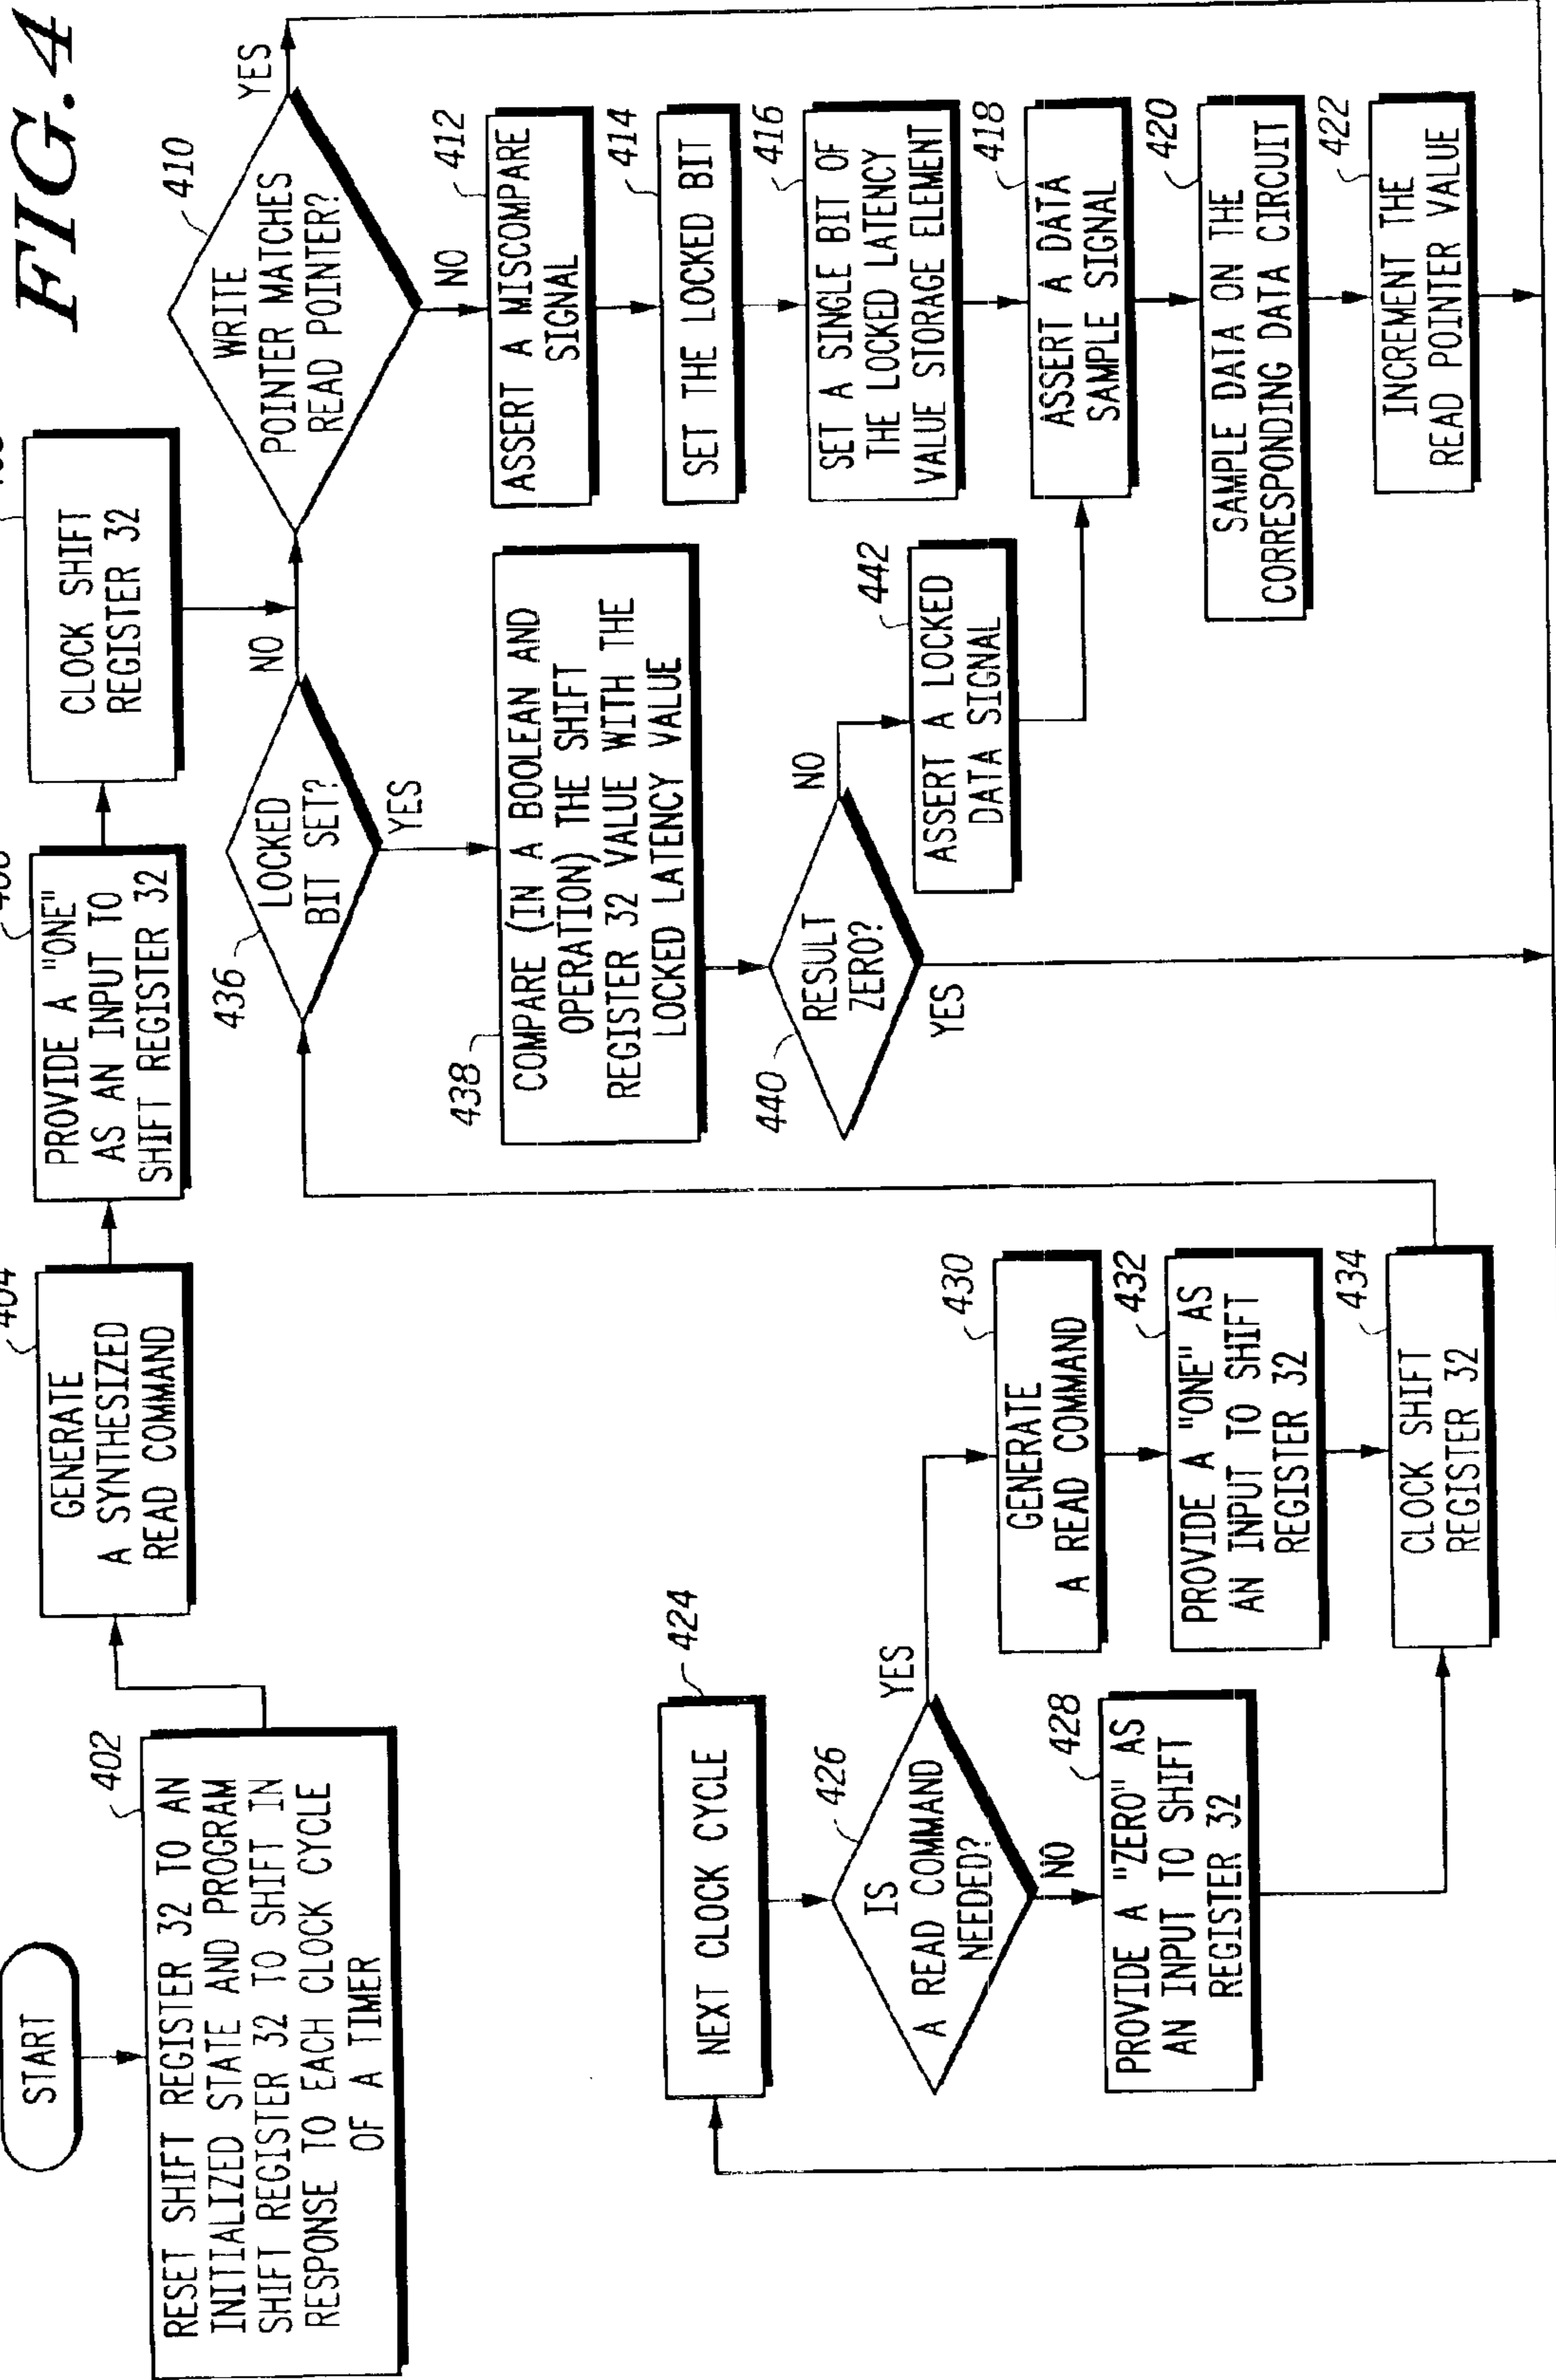 FIG.4
START
402
RESET SHIFT REGISTER 32 TO AN
INITIALIZED STATE AND PROGRAM
SHIFT REGISTER 32 TO SHIFT IN
RESPONSE TO EACH CLOCK CYCLE
OF A TIMER
404
GENERATE
A SYNTHESIZED
READ COMMAND
PROVIDE A "ONE"
AS AN INPUT TO
SHIFT REGISTER 32
CLOCK SHIFT
REGISTER 32
410
WRITE
POINTER MATCHES
READ POINTER?
YES
NO
412
ASSERT A MISCOMPARE
SIGNAL
414
SET THE LOCKED BIT
416
SET A SINGLE BIT OF
THE LOCKED LATENCY
VALUE STORAGE ELEMENT
418
ASSERT A DATA
SAMPLE SIGNAL
420
SAMPLE DATA ON THE
CORRESPONDING DATA CIRCUIT
422
INCREMENT THE
READ POINTER VALUE
424
NEXT CLOCK CYCLE
426
IS
A READ COMMAND
NEEDED?
YES
NO
428
PROVIDE A "ZERO" AS
AN INPUT TO SHIFT
REGISTER 32
430
GENERATE
A READ COMMAND
432
PROVIDE A "ONE" AS
AN INPUT TO SHIFT
REGISTER 32
434
CLOCK SHIFT
REGISTER 32
436
LOCKED
BIT SET?
NO
YES
438
COMPARE (IN A BOOLEAN AND
OPERATION) THE SHIFT
REGISTER 32 VALUE WITH THE
LOCKED LATENCY VALUE
440
RESULT
ZERO?
NO
YES
442
ASSERT A LOCKED
DATA SIGNAL